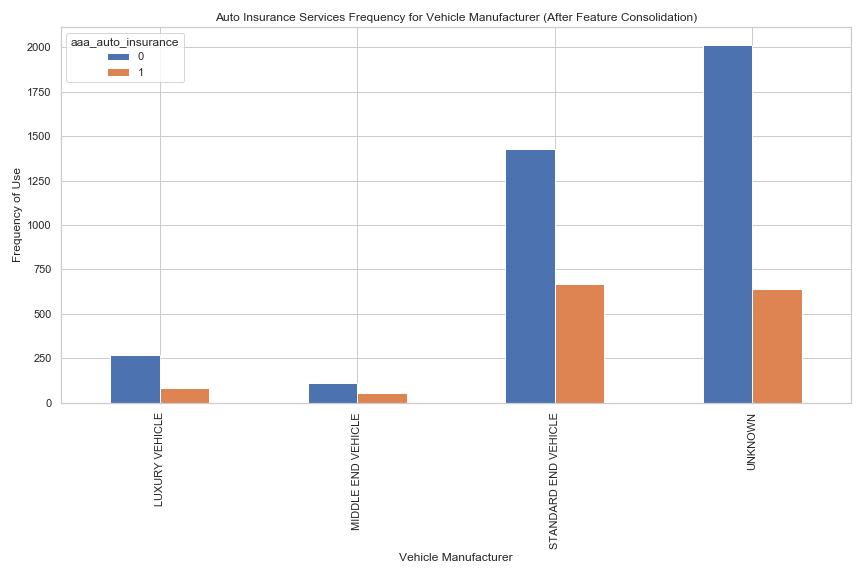 Auto Insurance Services Frequency for Vehicle Manufacturer (After Feature Consolidation)
aaa_auto_insurance
0
1
Frequency of Use
2000
1750
1500
1250
1000
750
500
250
0
LUXURY VEHICLE
MIDDLE END VEHICLE
STANDARD END VEHICLE
UNKNOWN
Vehicle Manufacturer